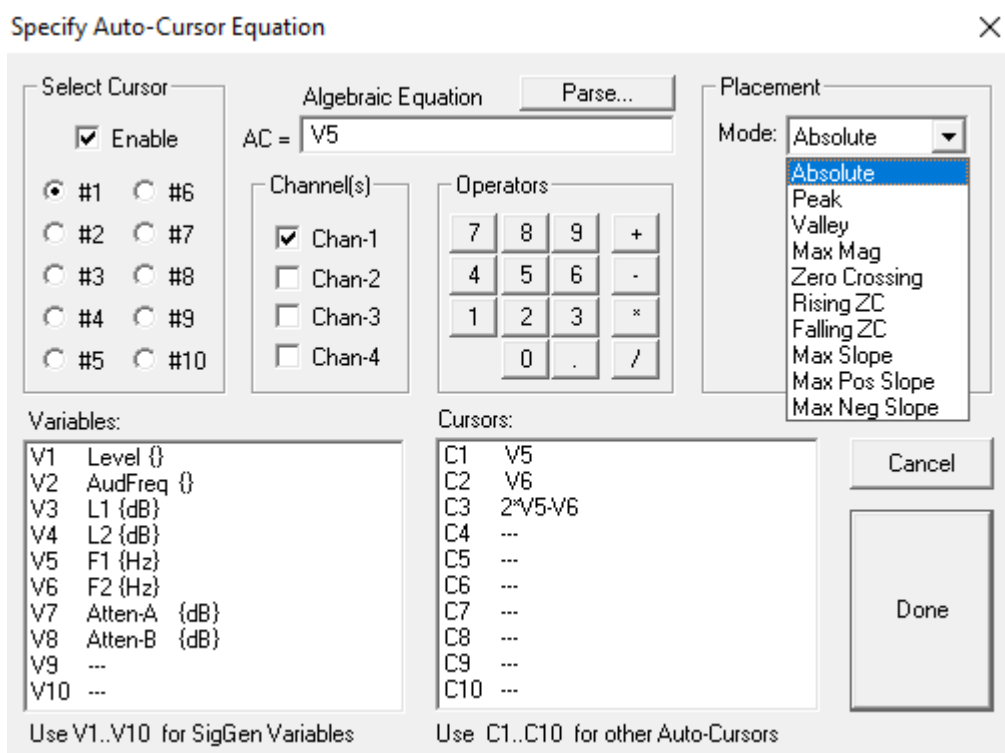 Specify Auto-Cursor Equation
Select Cursor
Enable
#1 #6
#2 #7
#3 #8
#4 #9
#5 #10
Algebraic Equation Parse...
AC = V5
Channel(s)
Chan-1
Chan-2
Chan-3
Chan-4
Operators
7 8 9 +
4 5 6 -
1 2 3 *
0 . /
Placement
Mode: Absolute
Absolute
Peak
Valley
Max Mag
Zero Crossing
Rising ZC
Falling ZC
Max Slope
Max Pos Slope
Max Neg Slope
Variables:
V1 Level {}
V2 AudFreq {}
V3 L1 {dB}
V4 L2 {dB}
V5 F1 {Hz}
V6 F2 {Hz}
V7 Atten-A {dB}
V8 Atten-B {dB}
V9 ---
V10 ---
Use V1..V10 for SigGen Variables
Cursors:
C1 V5
C2 V6
C3 2*V5-V6
C4 ---
C5 ---
C6 ---
C7 ---
C8 ---
C9 ---
C10 ---
Use C1..C10 for other Auto-Cursors
Cancel
Done